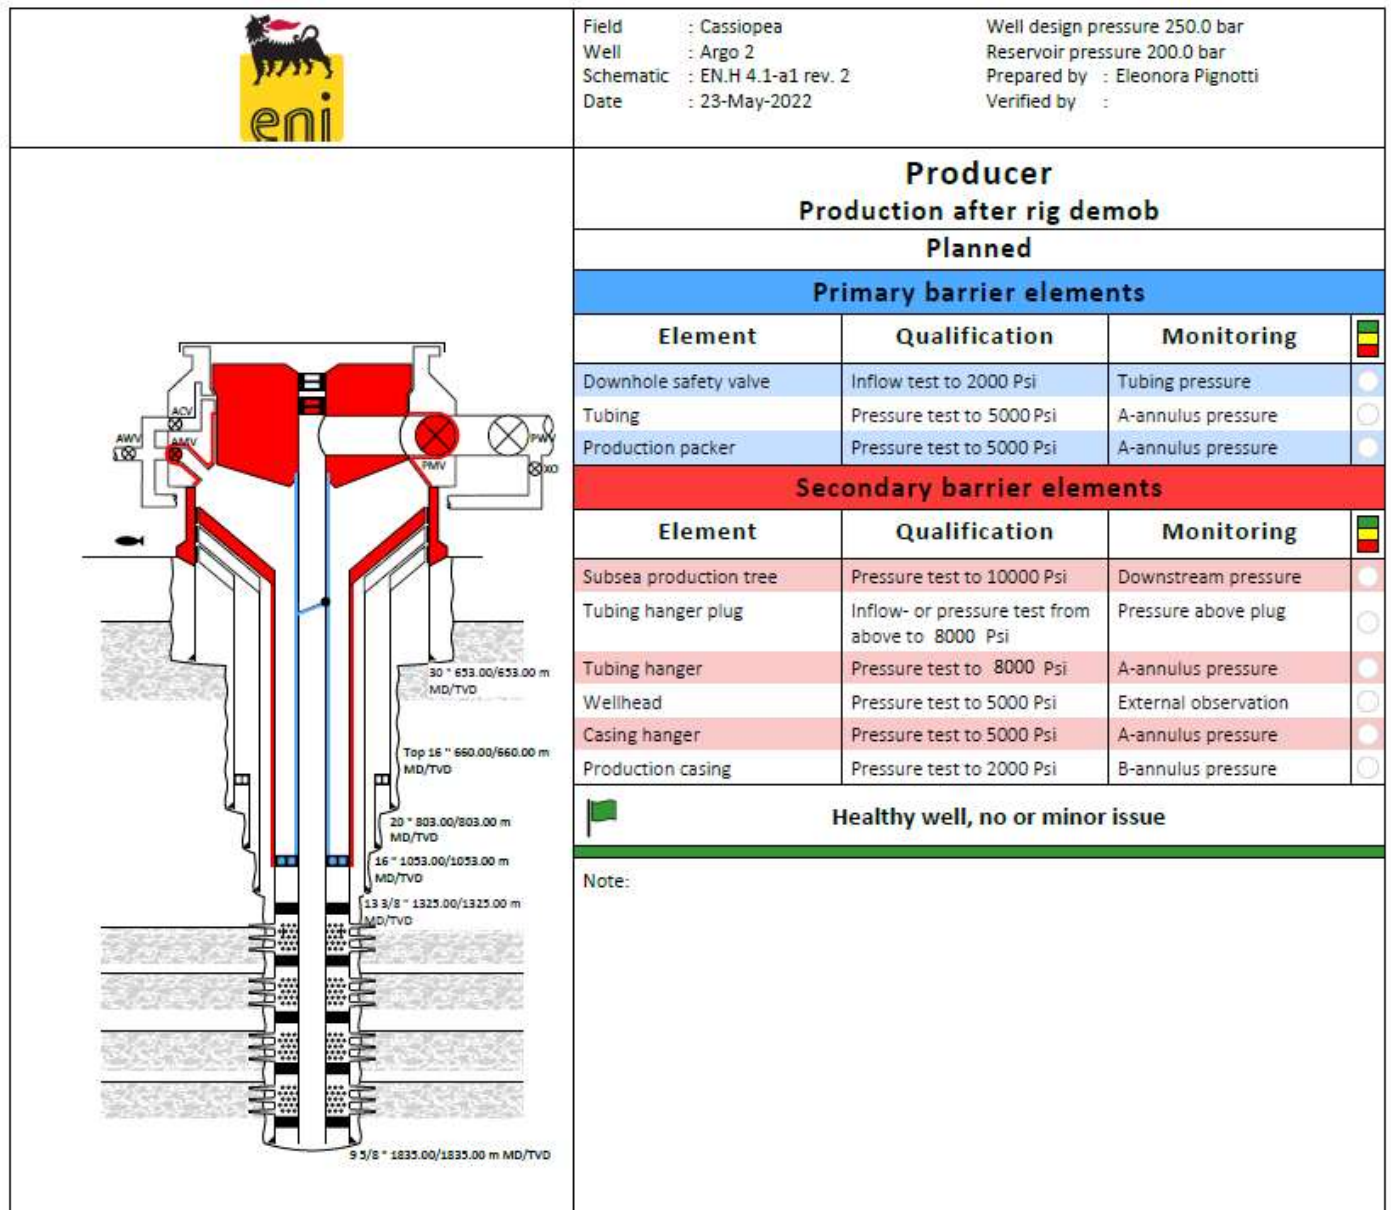 eni
Field : Cassiopea
Well : Argo 2
Schematic : EN.H 4.1-a1 rev. 2
Date : 23-May-2022
Well design pressure 250.0 bar
Reservoir pressure 200.0 bar
Prepared by : Eleonora Pignotti
Verified by :
ACV
AWV
AMV
PMV
PWV
XO
30 " 653.00/653.00 m
MD/TVD
Top 16 " 660.00/660.00 m
MD/TVD
20 " 803.00/803.00 m
MD/TVD
16 " 1053.00/1053.00 m
MD/TVD
13 3/8 " 1325.00/1325.00 m
MD/TVD
9 5/8 " 1835.00/1835.00 m MD/TVD
Producer
Production after rig demob
Planned
Primary barrier elements
Element Qualification Monitoring
Downhole safety valve Inflow test to 2000 Psi Tubing pressure
Tubing Pressure test to 5000 Psi A-annulus pressure
Production packer Pressure test to 5000 Psi A-annulus pressure
Secondary barrier elements
Element Qualification Monitoring
Subsea production tree Pressure test to 10000 Psi Downstream pressure
Tubing hanger plug Inflow- or pressure test from Pressure above plug
above to 8000 Psi
Tubing hanger Pressure test to 8000 Psi A-annulus pressure
Wellhead Pressure test to 5000 Psi External observation
Casing hanger Pressure test to 5000 Psi A-annulus pressure
Production casing Pressure test to 2000 Psi B-annulus pressure
Healthy well, no or minor issue
Note: